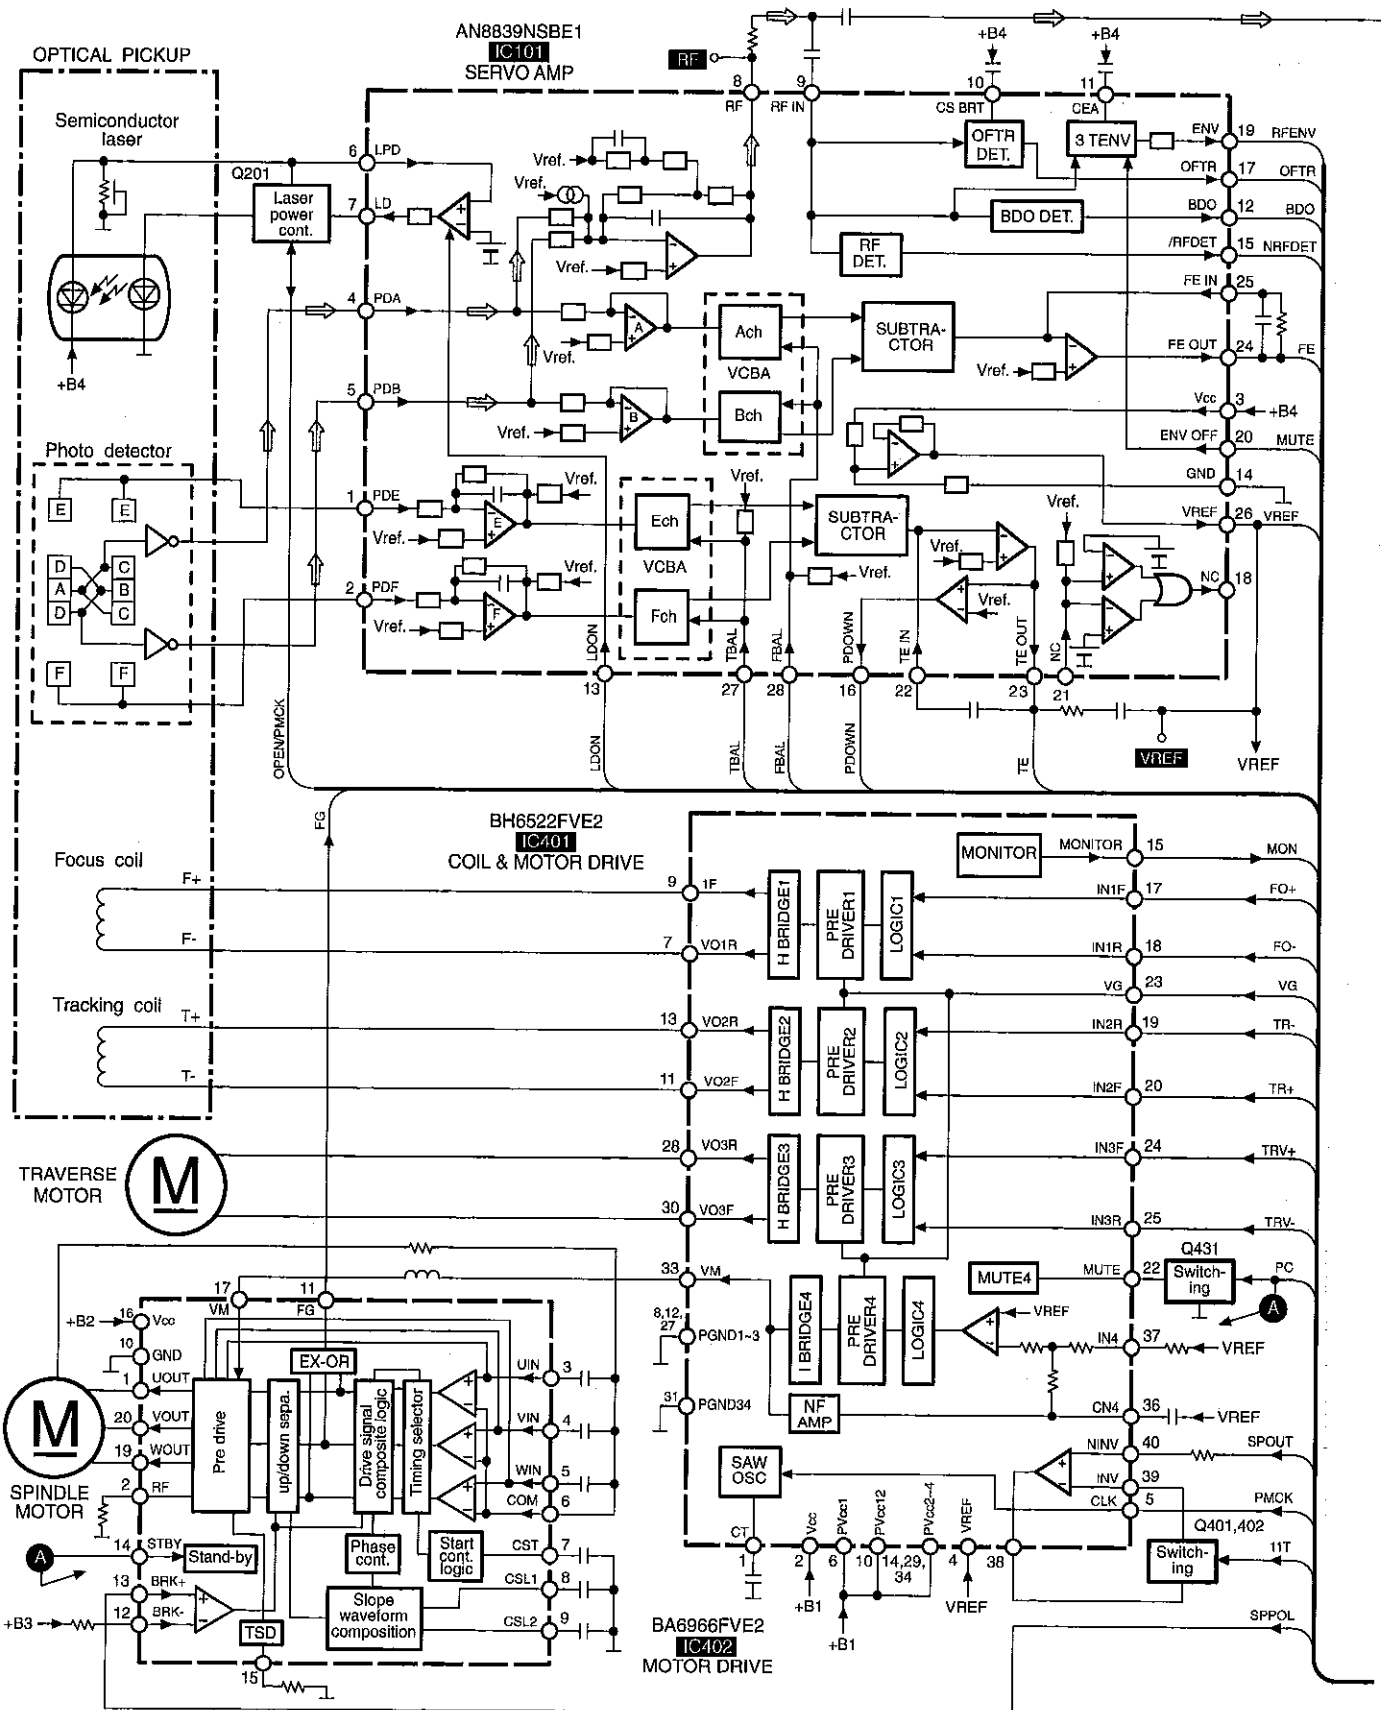 AN8839NSBE1
IC101
SERVO AMP
OPTICAL PICKUP
Semiconductor
laser
Q201
Laser
power
cont.
+B4
Photo detector
E
E
D
C
A
B
D
C
F
F
OPEN/PMCK
6 LPD
7 LD
4 PDA
5 PDB
1 PDE
2 PDF
RF
8
RF
9
RF IN
+B4
10
CS BRT
+B4
11
CEA
OFTR
DET.
3 TENV
BDO DET.
RF
DET.
ENV 19 RFENV
OFTR 17 OFTR
BDO 12 BDO
/RFDET 15 NRFDET
FE IN 25
FE OUT 24 FE
Vcc 3 +B4
ENV OFF 20 MUTE
GND 14
VREF 26 VREF
NC 18
Vref.
Vref.
Vref.
Vref.
A
Ach
VCBA
Bch
SUBTRA-
CTOR
Vref.
Vref.
B
Vref.
E
Vref.
Ech
VCBA
Fch
Vref.
SUBTRA-
CTOR
Vref.
Vref.
Vref.
Vref.
Vref.
F
Vref.
Vref.
LDON
13
LDON
TBAL
27
TBAL
FBAL
28
FBAL
PDOWN
16
PDOWN
TE IN
22
TE OUT
23
TE
NC
21
VREF
VREF
FG
BH6522FVE2
IC401
COIL & MOTOR DRIVE
Focus coil
F+
F-
Tracking coil
T+
T-
TRAVERSE
MOTOR
M
9 1F
7 VO1R
13 VO2R
11 VO2F
28 VO3R
30 VO3F
33 VM
8,12,
27
PGND1~3
31
PGND34
H BRIDGE1
PRE
DRIVER1
LOGIC1
H BRIDGE2
PRE
DRIVER2
LOGIC2
H BRIDGE3
PRE
DRIVER3
LOGIC3
I BRIDGE4
PRE
DRIVER4
LOGIC4
MONITOR
MONITOR 15 MON
IN1F 17 FO+
IN1R 18 FO-
VG 23 VG
IN2R 19 TR-
IN2F 20 TR+
IN3F 24 TRV+
IN3R 25 TRV-
Q431
MUTE4
MUTE 22
Switch-
ing
PC
A
VREF
IN4 37 VREF
NF
AMP
CN4 36 VREF
NINV 40 SPOUT
INV 39
CLK 5 PMCK
SAW
OSC
Q401,402
Switch-
ing
11T
SPPOL
CT
1
Vcc
2
+B1
PVcc1
6
PVcc12
10
PVcc2~4
14,29,
34
+B1
VREF
4
VREF
38
BA6966FVE2
IC402
MOTOR DRIVE
17
VM
11
FG
+B2
16
Vcc
10
GND
1 UOUT
20 VOUT
19 WOUT
2 RF
M
SPINDLE
MOTOR
A
14 STBY
13 BRK+
+B3
12 BRK-
Stand-by
TSD
15
Pre drive
up/down sepa.
EX-OR
Drive signal
composite logic
Timing selector
Phase
cont.
Start
cont.
logic
Slope
waveform
composition
UIN 3
VIN 4
WIN 5
COM 6
CST 7
CSL1 8
CSL2 9